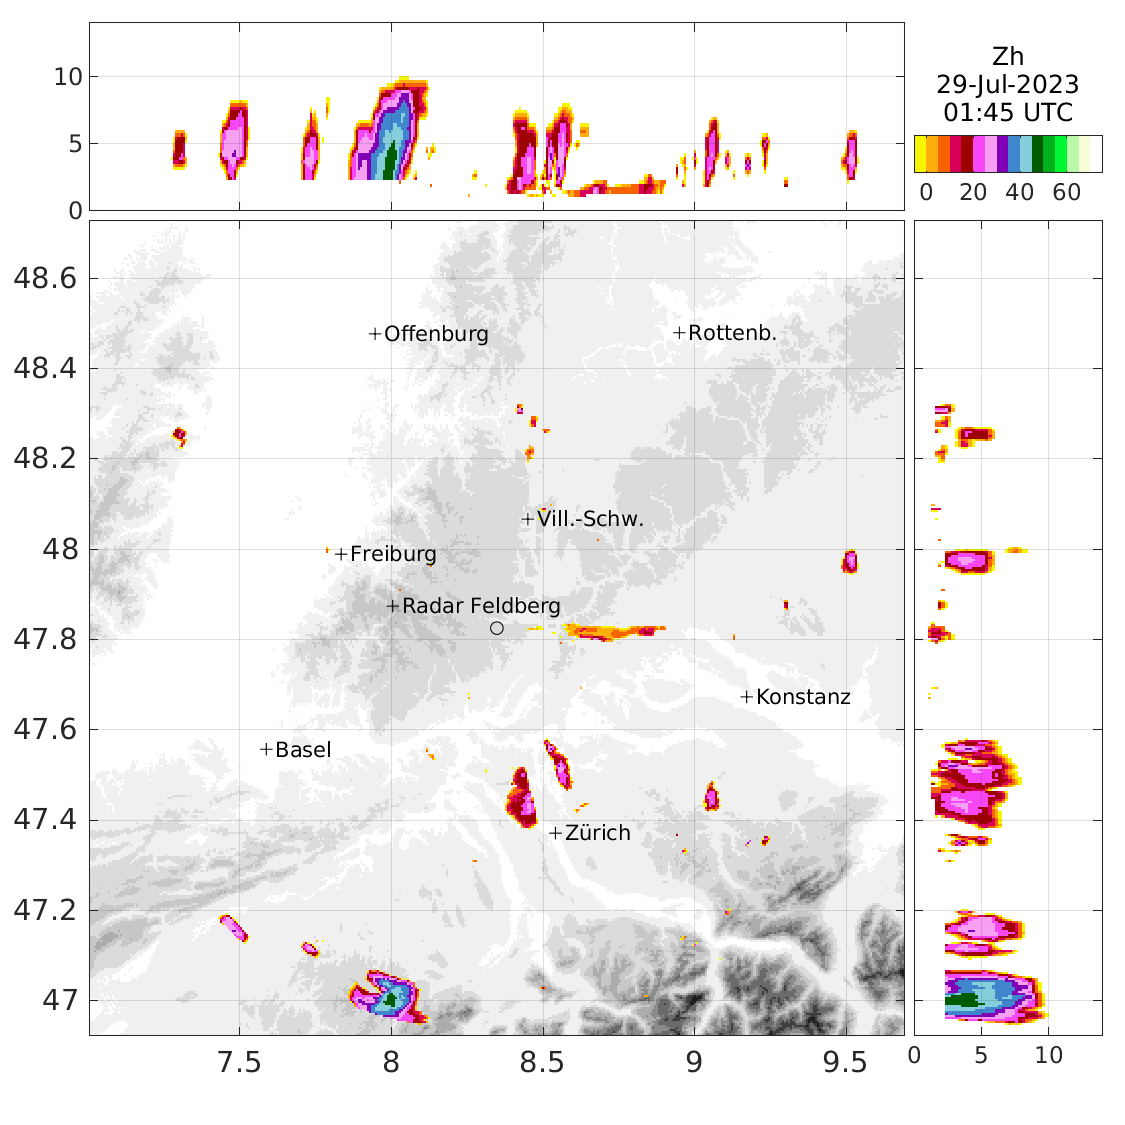 Zh
29-Jul-2023
01:45 UTC
10
5
0
0 20 40 60
48.6
48.4
48.2
48
47.8
47.6
47.4
47.2
47
+Offenburg
+Rottenb.
+Vill.-Schw.
+Freiburg
+Radar Feldberg
+Konstanz
+Basel
+Zürich
7.5 8 8.5 9 9.5
0 5 10